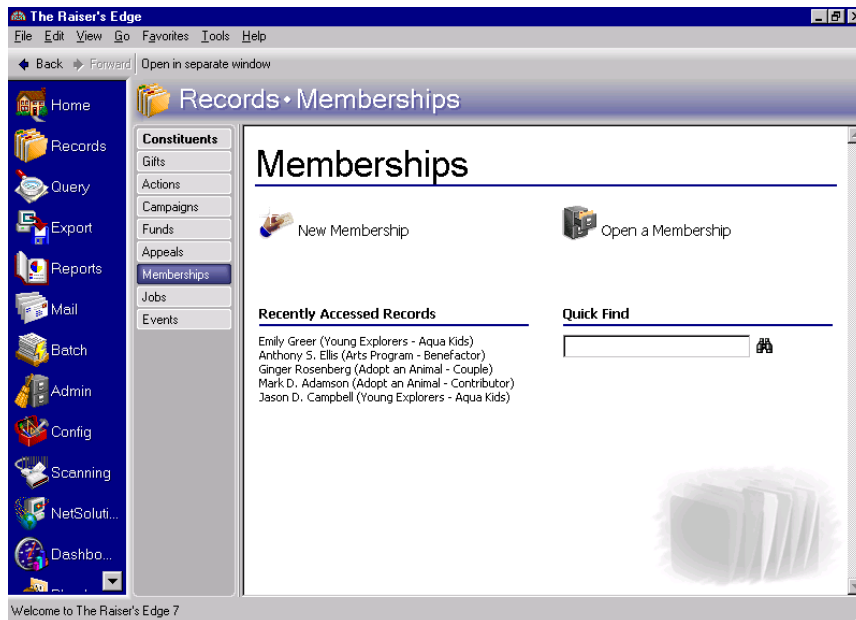 The Raiser's Edge
File Edit View Go Favorites Tools Help
Back Forward Open in separate window
Records • Memberships
Home
Records
Query
Export
Reports
Mail
Batch
Admin
Config
Scanning
NetSoluti...
Dashbo...
Constituents
Gifts
Actions
Campaigns
Funds
Appeals
Memberships
Jobs
Events
Memberships
New Membership
Open a Membership
Recently Accessed Records
Emily Greer (Young Explorers - Aqua Kids)
Anthony S. Ellis (Arts Program - Benefactor)
Ginger Rosenberg (Adopt an Animal - Couple)
Mark D. Adamson (Adopt an Animal - Contributor)
Jason D. Campbell (Young Explorers - Aqua Kids)
Quick Find
Welcome to The Raiser's Edge 7